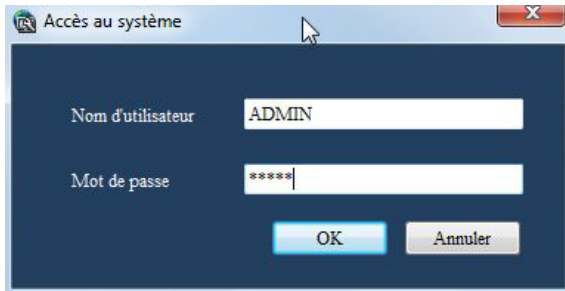 Accès au système
Nom d'utilisateur ADMIN
Mot de passe *****
OK Annuler